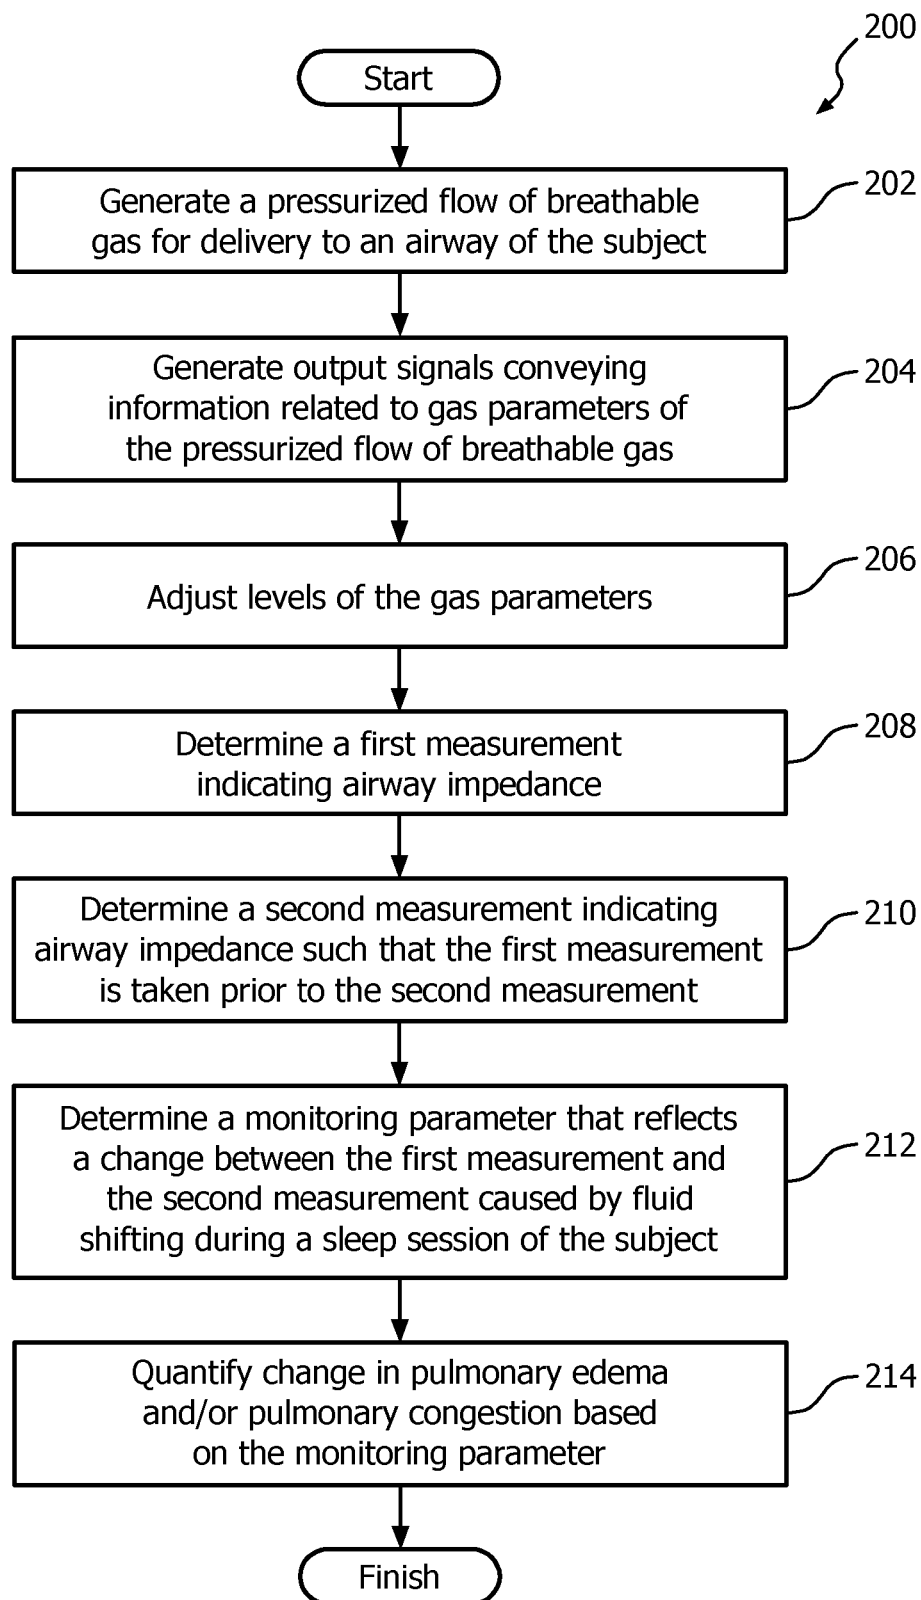 200
Start
Generate a pressurized flow of breathable
gas for delivery to an airway of the subject
202
Generate output signals conveying
information related to gas parameters of
the pressurized flow of breathable gas
204
Adjust levels of the gas parameters
206
Determine a first measurement
indicating airway impedance
208
Determine a second measurement indicating
airway impedance such that the first measurement
is taken prior to the second measurement
210
Determine a monitoring parameter that reflects
a change between the first measurement and
the second measurement caused by fluid
shifting during a sleep session of the subject
212
Quantify change in pulmonary edema
and/or pulmonary congestion based
on the monitoring parameter
214
Finish